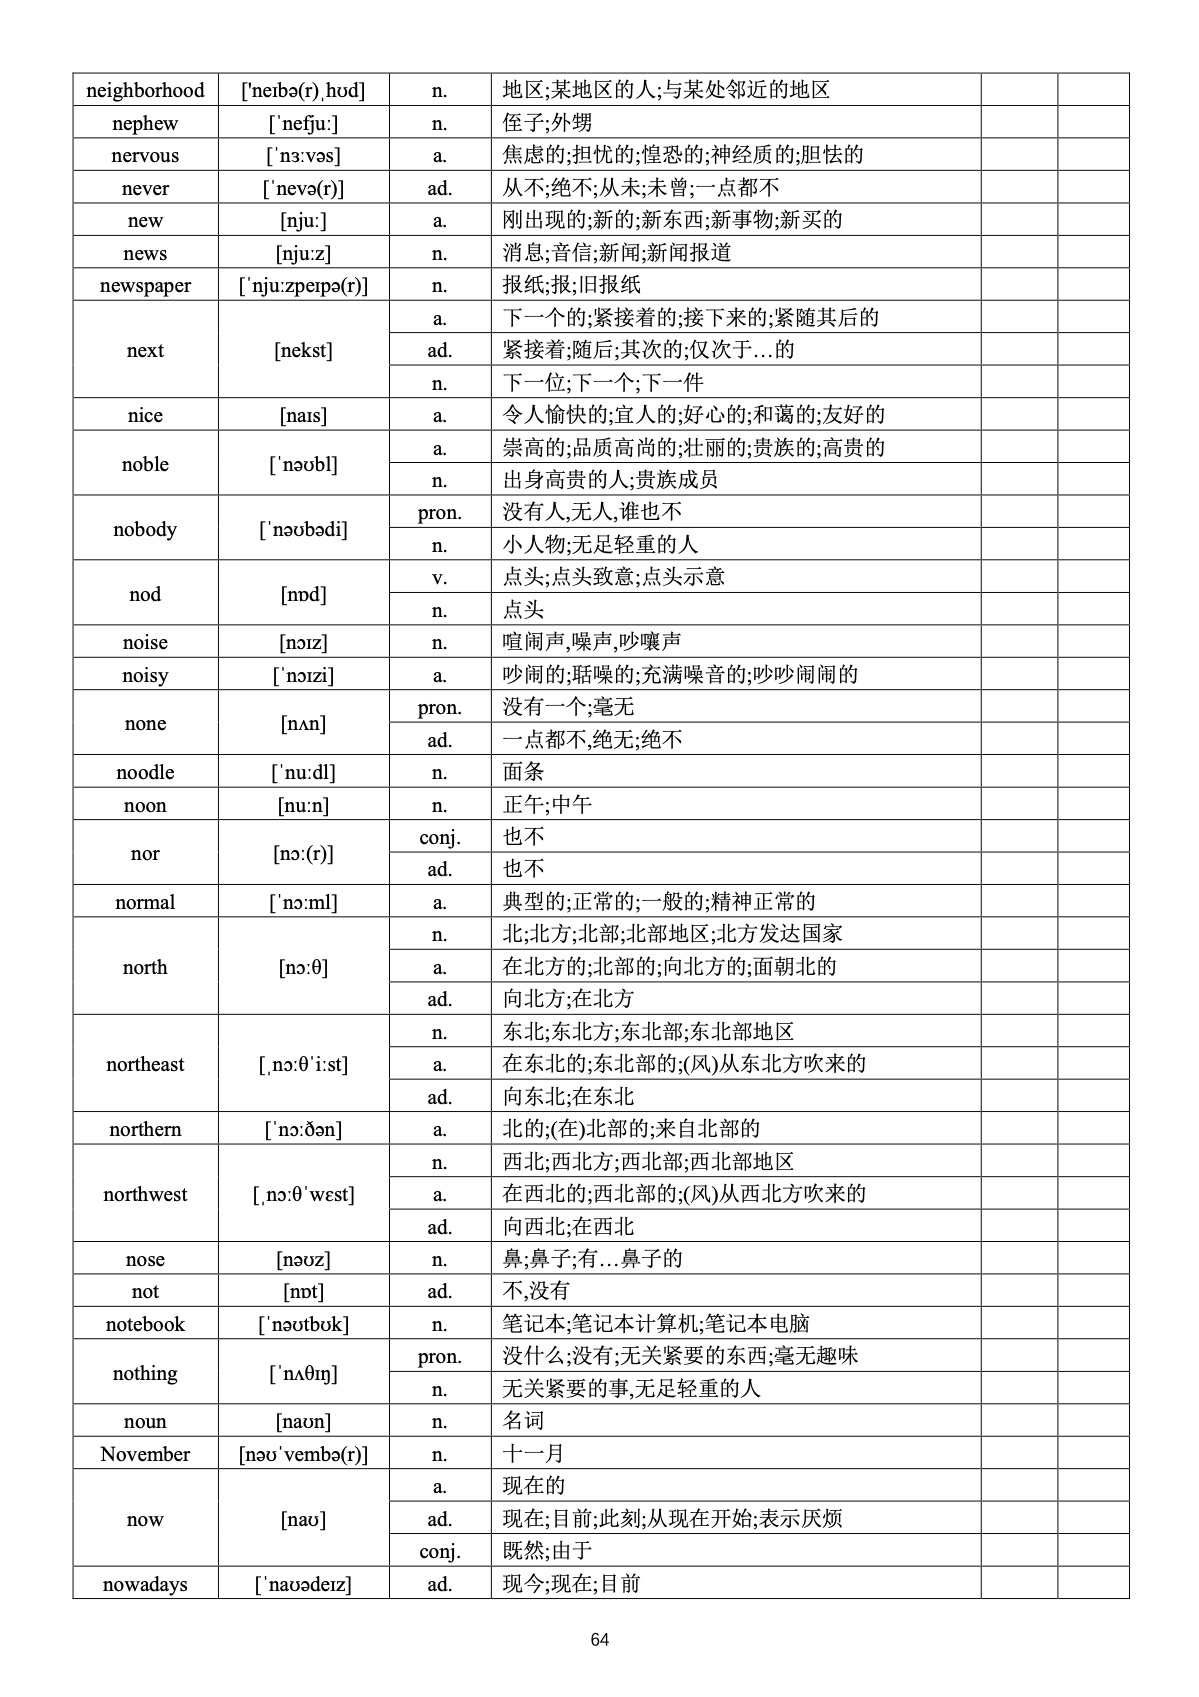 neighborhood ['neɪbə(r)ˌhʊd] n. 地区;某地区的人;与某处邻近的地区
nephew [ˈnefjuː] n. 侄子;外甥
nervous [ˈnɜːvəs] a. 焦虑的;担忧的;惶恐的;神经质的;胆怯的
never [ˈnevə(r)] ad. 从不;绝不;从未;未曾;一点都不
new [njuː] a. 刚出现的;新的;新东西;新事物;新买的
news [njuːz] n. 消息;音信;新闻;新闻报道
newspaper [ˈnjuːzpeɪpə(r)] n. 报纸;报;旧报纸
next [nekst] a. 下一个的;紧接着的;接下来的;紧随其后的
ad. 紧接着;随后;其次的;仅次于…的
n. 下一位;下一个;下一件
nice [naɪs] a. 令人愉快的;宜人的;好心的;和蔼的;友好的
noble [ˈnəʊbl] a. 崇高的;品质高尚的;壮丽的;贵族的;高贵的
n. 出身高贵的人;贵族成员
nobody [ˈnəʊbədi] pron. 没有人,无人,谁也不
n. 小人物;无足轻重的人
nod [nɒd] v. 点头;点头致意;点头示意
n. 点头
noise [nɔɪz] n. 喧闹声,噪声,吵嚷声
noisy [ˈnɔɪzi] a. 吵闹的;聒噪的;充满噪音的;吵吵闹闹的
none [nʌn] pron. 没有一个;毫无
ad. 一点都不,绝无;绝不
noodle [ˈnuːdl] n. 面条
noon [nuːn] n. 正午;中午
nor [nɔː(r)] conj. 也不
ad. 也不
normal [ˈnɔːml] a. 典型的;正常的;一般的;精神正常的
north [nɔːθ] n. 北;北方;北部;北部地区;北方发达国家
a. 在北方的;北部的;向北方的;面朝北的
ad. 向北方;在北方
northeast [ˌnɔːθˈiːst] n. 东北;东北方;东北部;东北部地区
a. 在东北的;东北部的;(风)从东北方吹来的
ad. 向东北;在东北
northern [ˈnɔːðən] a. 北的;(在)北部的;来自北部的
northwest [ˌnɔːθˈwɛst] n. 西北;西北方;西北部;西北部地区
a. 在西北的;西北部的;(风)从西北方吹来的
ad. 向西北;在西北
nose [nəʊz] n. 鼻;鼻子;有…鼻子的
not [nɒt] ad. 不,没有
notebook [ˈnəʊtbʊk] n. 笔记本;笔记本计算机;笔记本电脑
nothing [ˈnʌθɪŋ] pron. 没什么;没有;无关紧要的东西;毫无趣味
n. 无关紧要的事,无足轻重的人
noun [naʊn] n. 名词
November [nəʊˈvembə(r)] n. 十一月
now [naʊ] a. 现在的
ad. 现在;目前;此刻;从现在开始;表示厌烦
conj. 既然;由于
nowadays [ˈnaʊədeɪz] ad. 现今;现在;目前
64